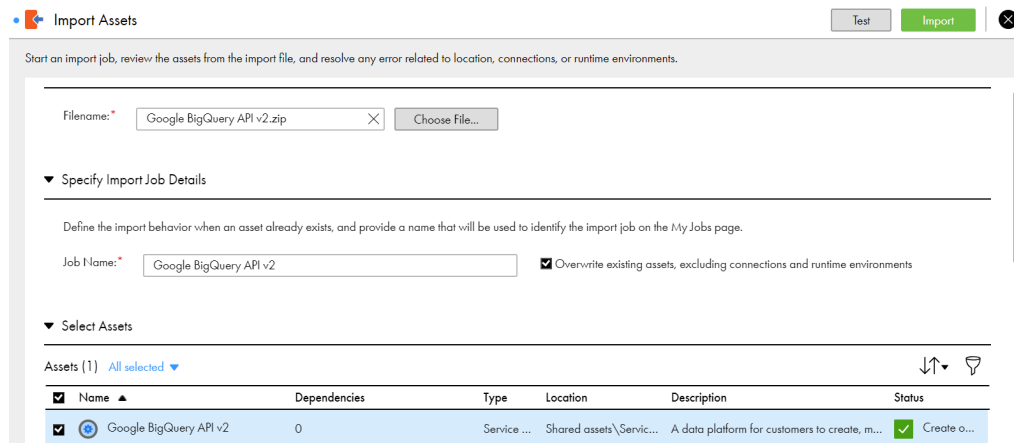 Import Assets Test Import
Start an import job, review the assets from the import file, and resolve any error related to location, connections, or runtime environments.
Filename:* Google BigQuery API v2.zip Choose File...
Specify Import Job Details
Define the import behavior when an asset already exists, and provide a name that will be used to identify the import job on the My Jobs page.
Job Name:* Google BigQuery API v2 Overwrite existing assets, excluding connections and runtime environments
Select Assets
Assets (1) All selected
Name Dependencies Type Location Description Status
Google BigQuery API v2 0 Service ... Shared assets\Servic... A data platform for customers to create, m... Create o...